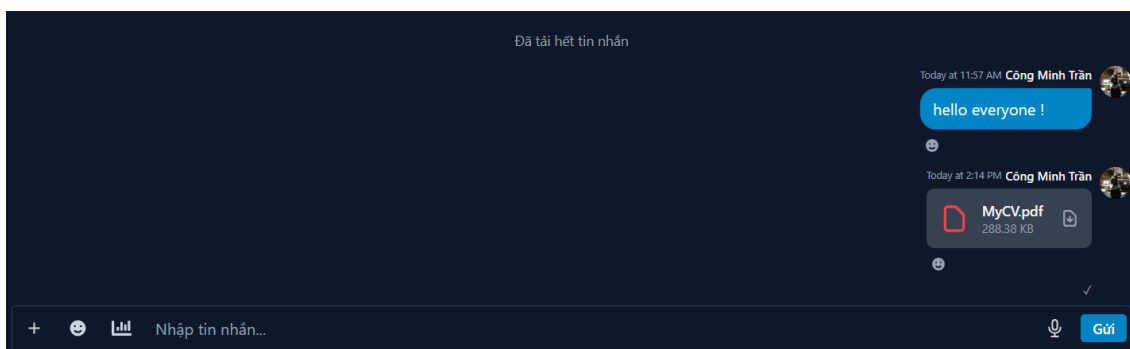 Đã tải hết tin nhắn
Today at 11:57 AM Công Minh Trần
hello everyone !
Today at 2:14 PM Công Minh Trần
MyCV.pdf
288.38 KB
Nhập tin nhắn...
Gửi